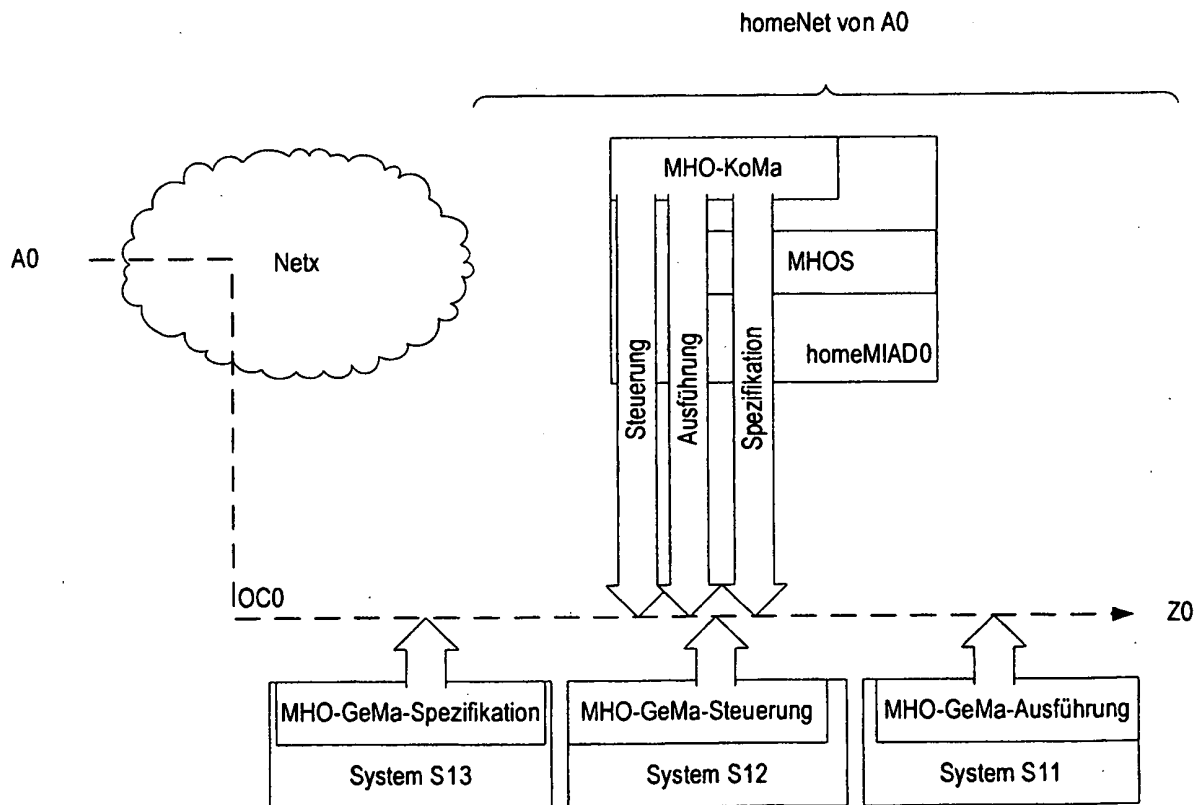 homeNet von A0
MHO-KoMa
A0
Netx
MHOS
homeMIAD0
Steuerung
Ausführung
Spezifikation
OC0
Z0
MHO-GeMa-Spezifikation
MHO-GeMa-Steuerung
MHO-GeMa-Ausführung
System S13
System S12
System S11